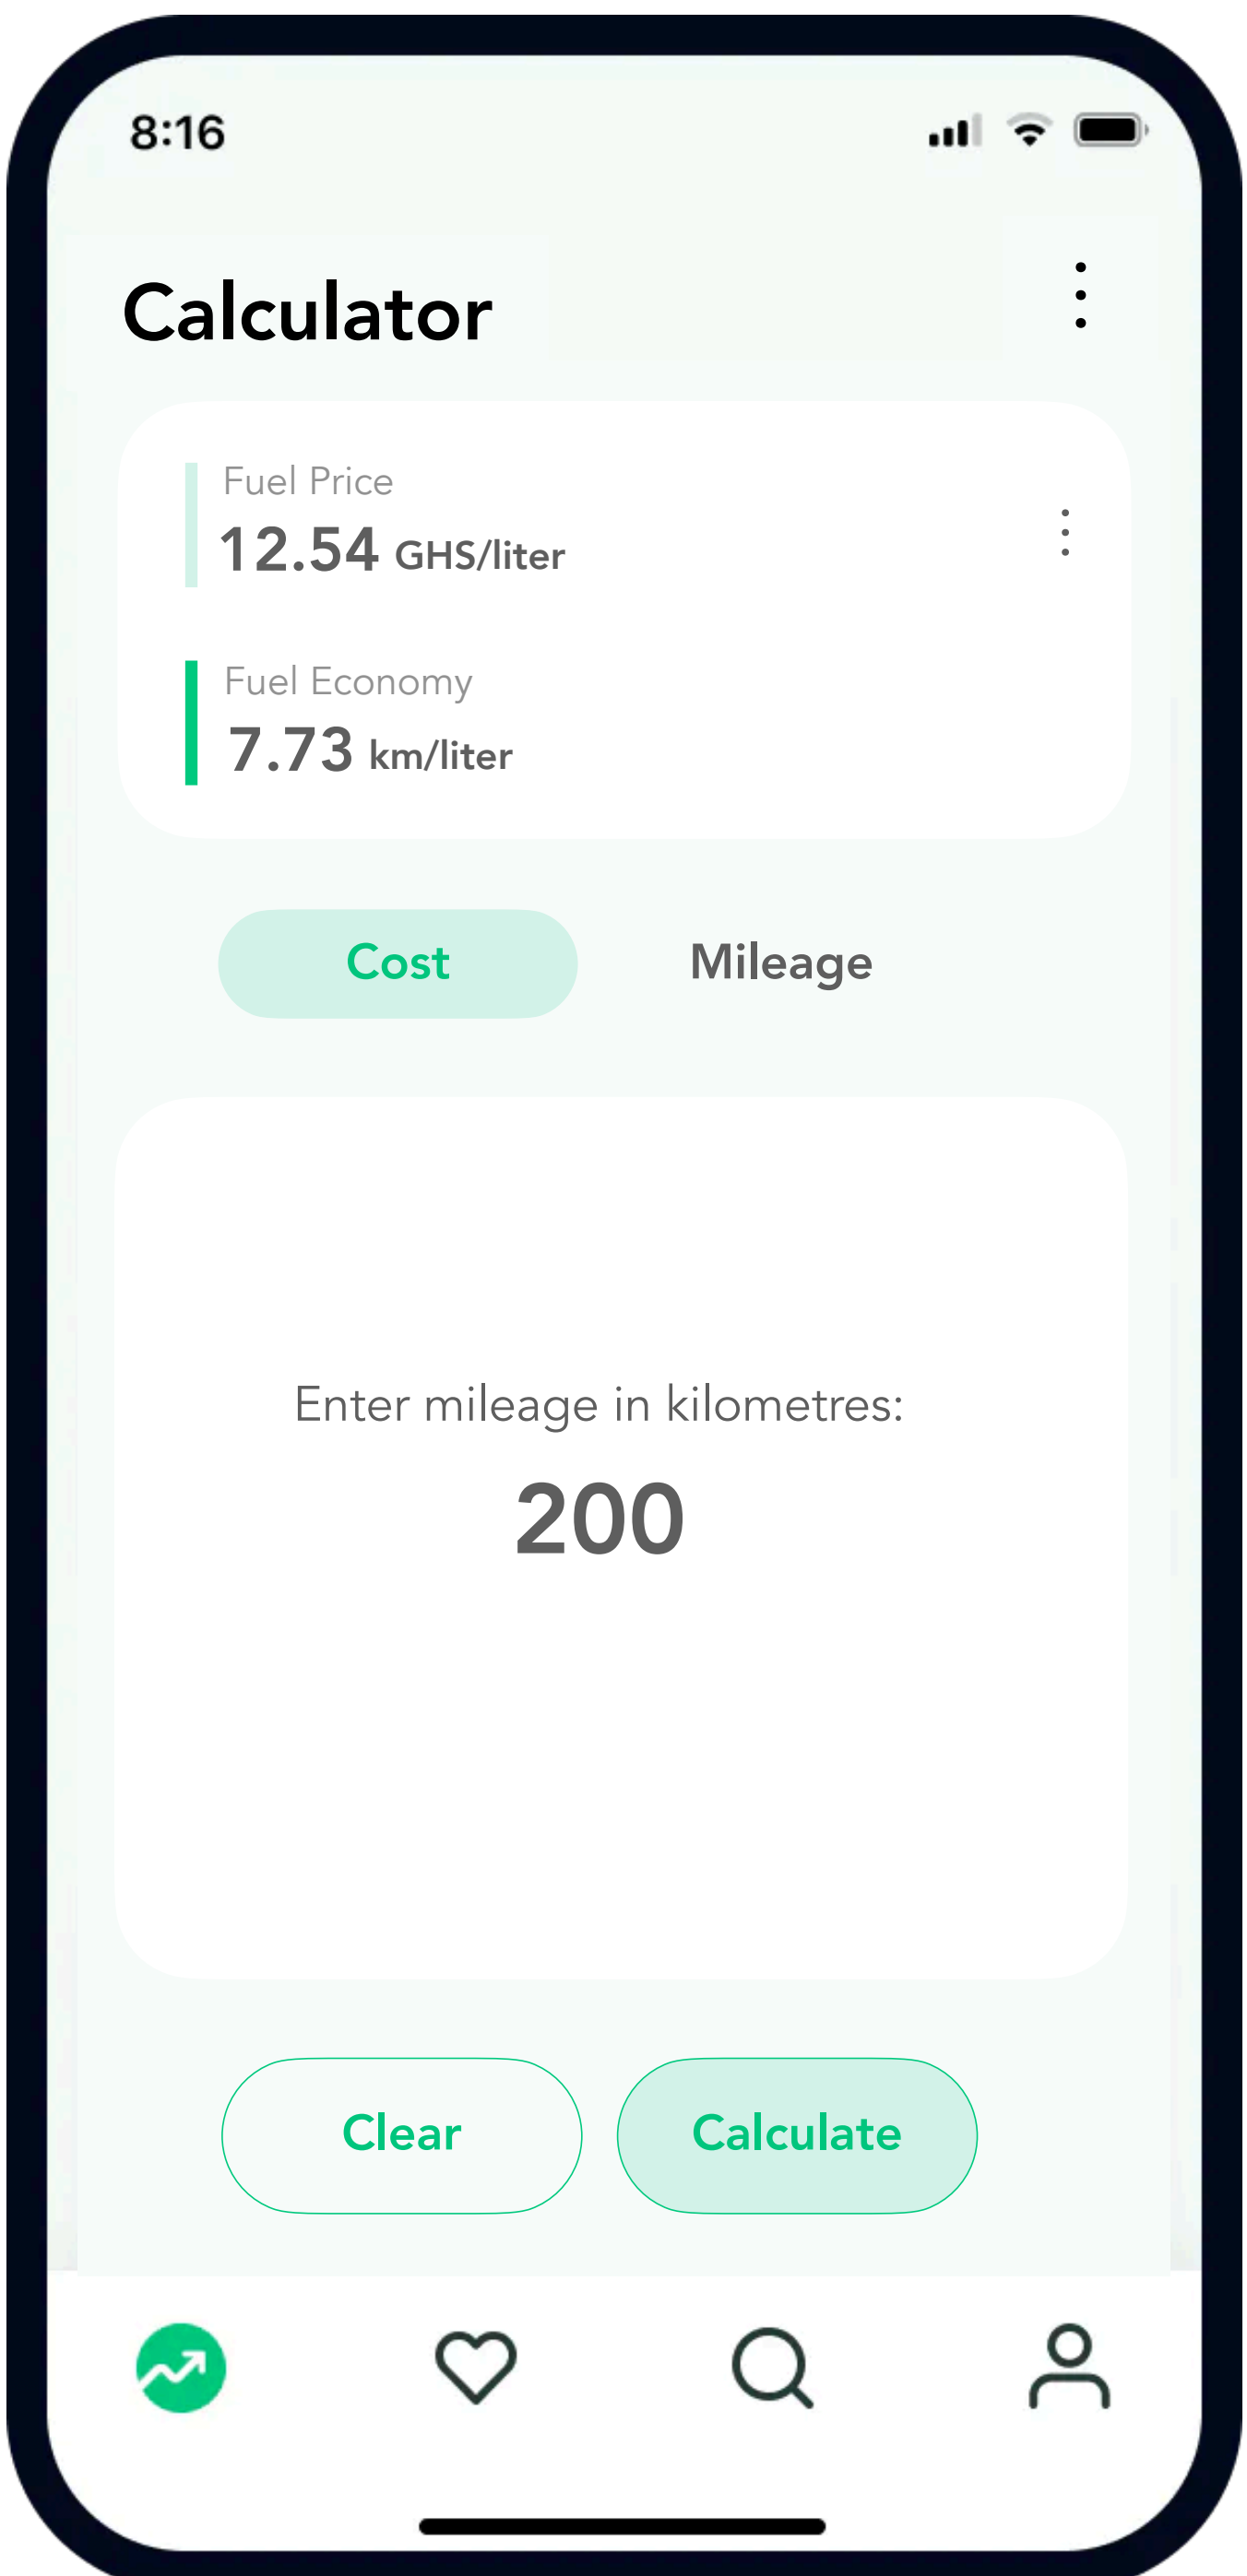 8:16
Calculator
Fuel Price
12.54 GHS/liter
Fuel Economy
7.73 km/liter
Cost Mileage
Enter mileage in kilometres:
200
Clear Calculate